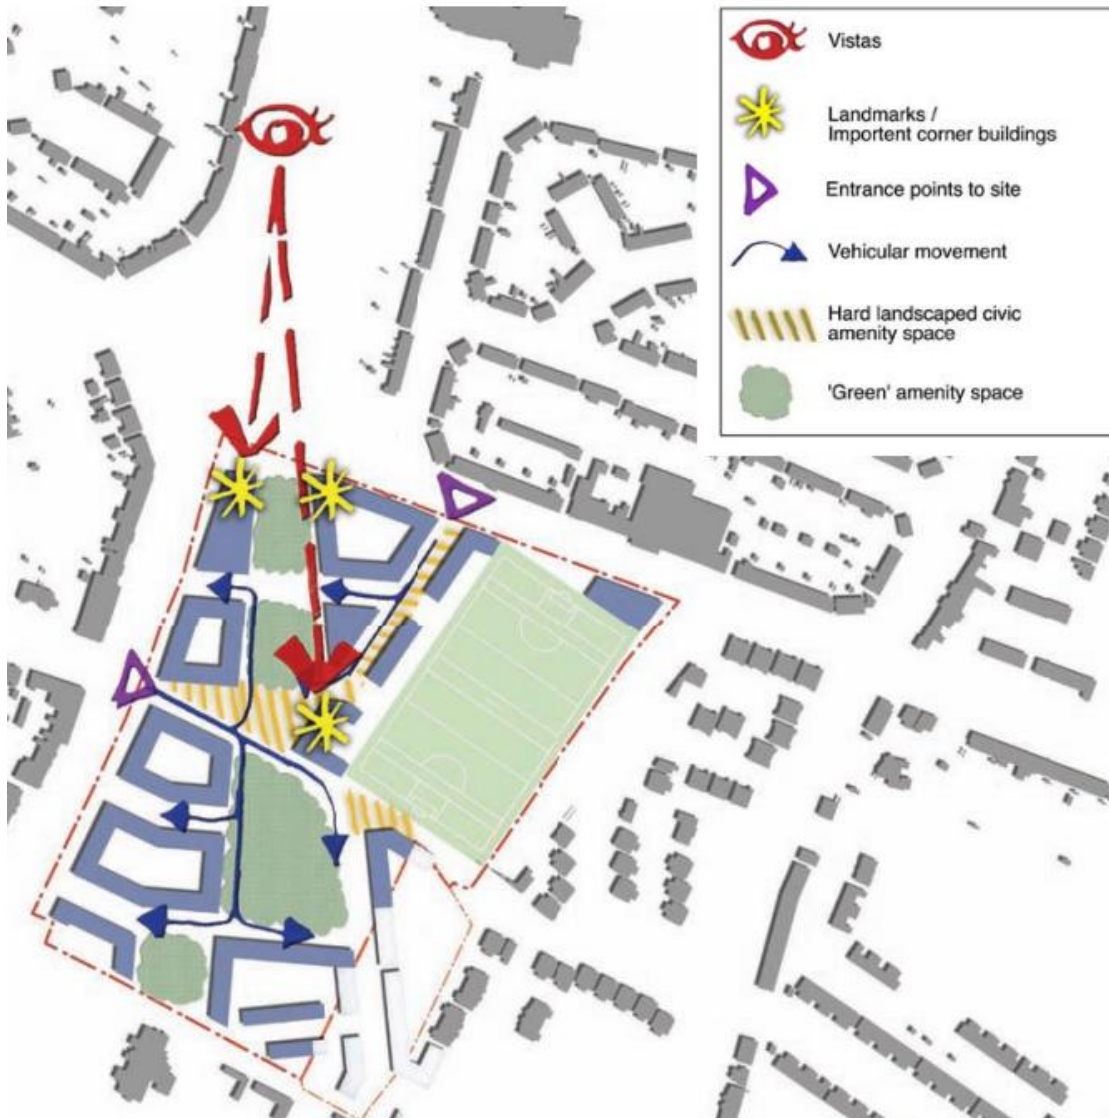 Vistas
Landmarks /
Importent corner buildings
Entrance points to site
Vehicular movement
Hard landscaped civic
amenity space
'Green' amenity space